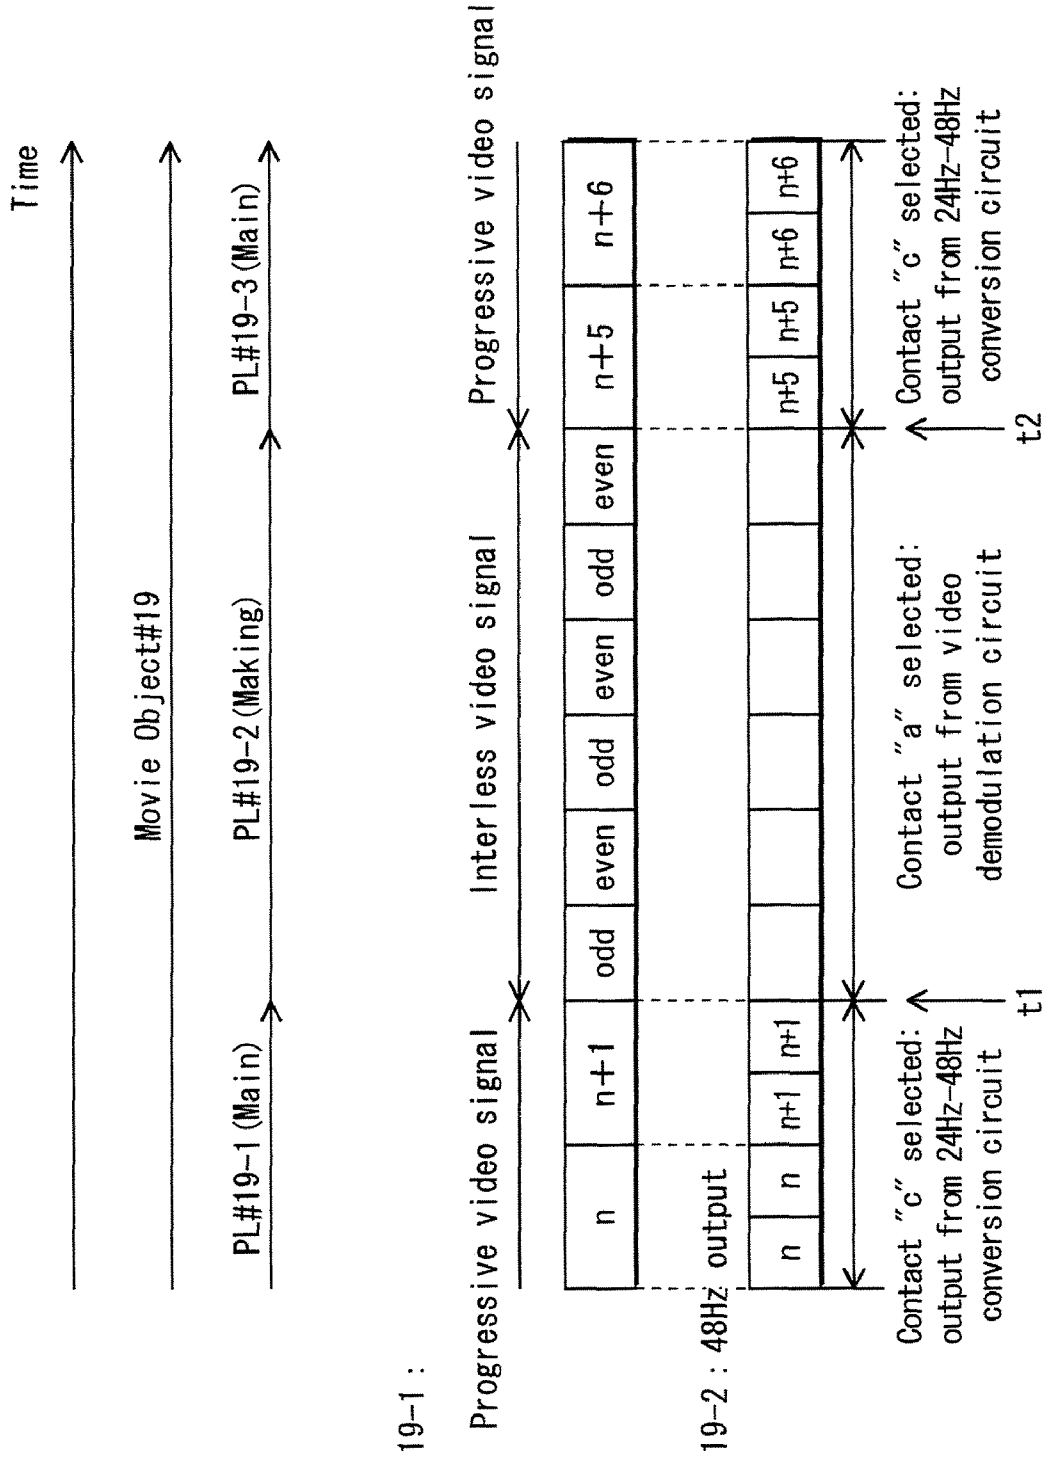 Time
Movie Object#19
PL#19-1(Main)
PL#19-2(Making)
PL#19-3(Main)
19-1:
Progressive video signal
Interless video signal
Progressive video signal
n
n+1
odd
even
odd
even
odd
even
n+5
n+6
19-2: 48Hz output
n
n
n+1
n+1
n+5
n+5
n+6
n+6
Contact "c" selected:
output from 24Hz-48Hz
conversion circuit
Contact "a" selected:
output from video
demodulation circuit
Contact "c" selected:
output from 24Hz-48Hz
conversion circuit
t1
t2